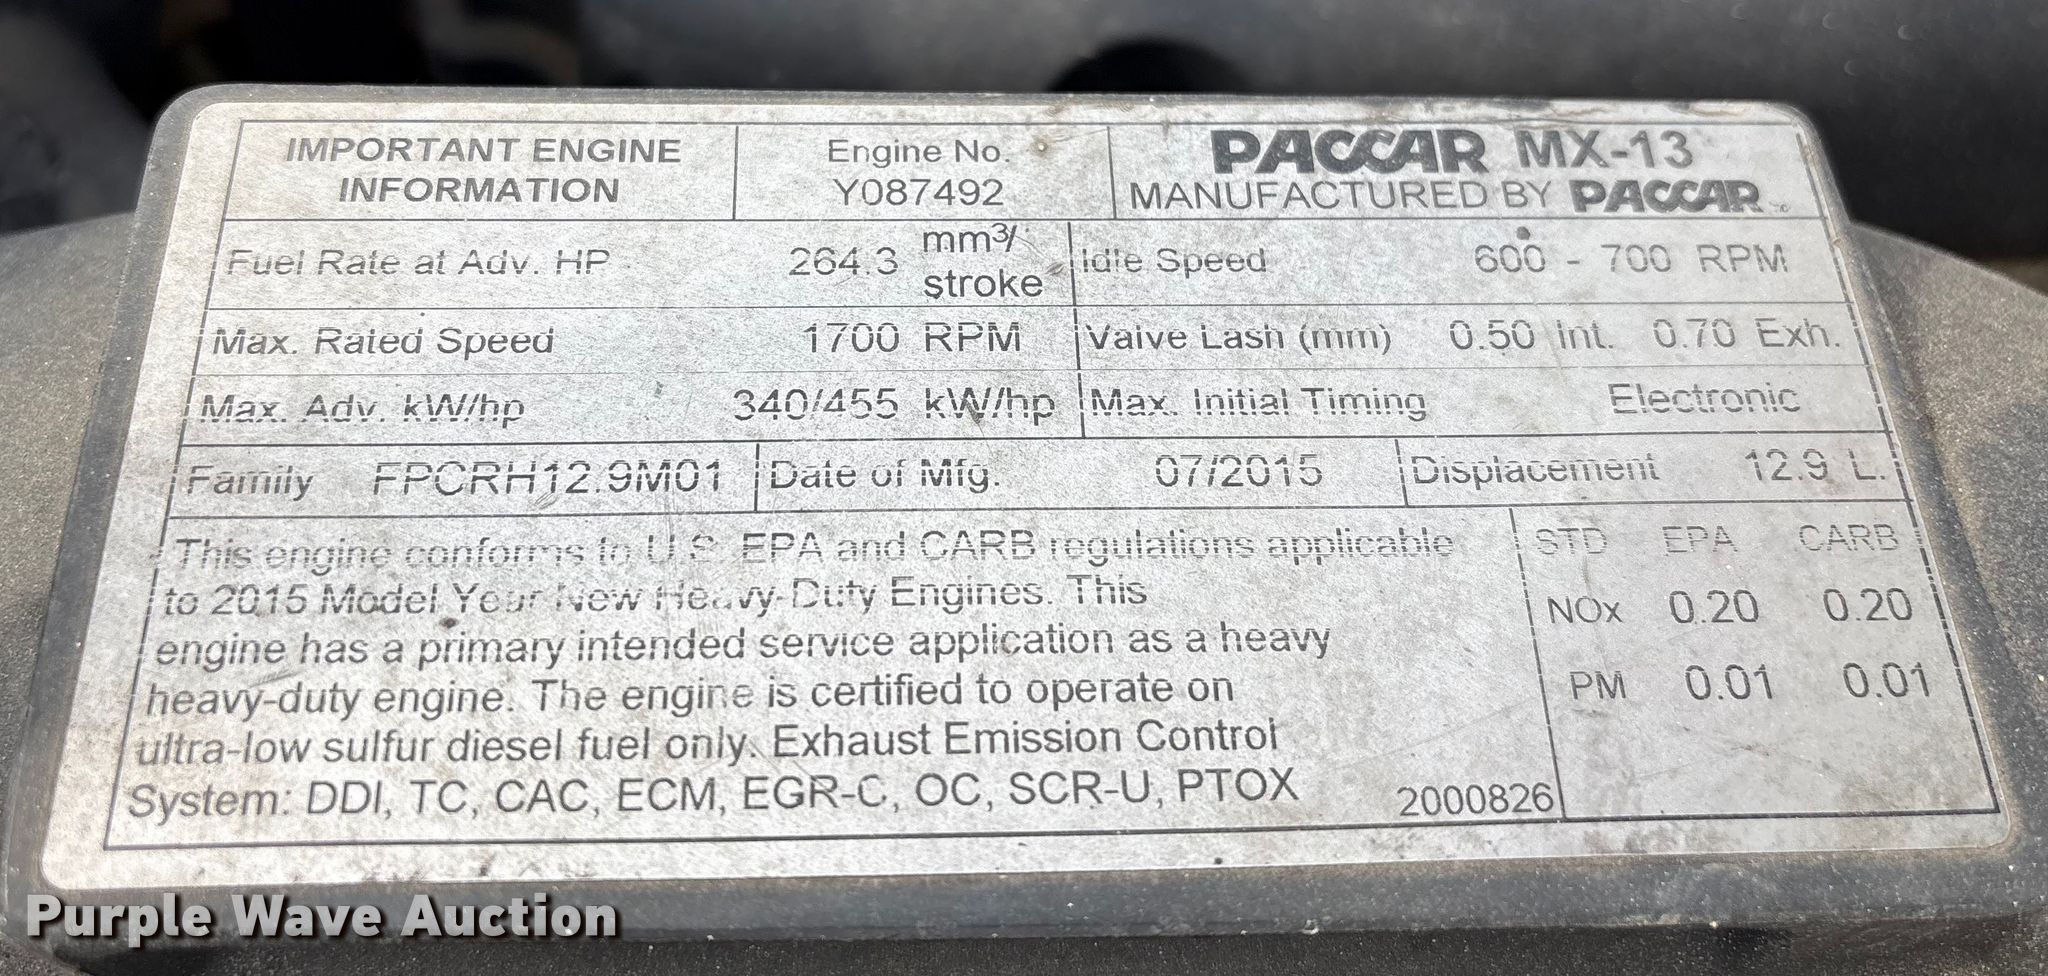 IMPORTANT ENGINE
INFORMATION
Engine No.
Y087492
PACCAR MX-13
MANUFACTURED BY PACCAR
Fuel Rate at Adv. HP 264.3 mm³/
stroke
Idle Speed 600 - 700 RPM
Max. Rated Speed 1700 RPM
Valve Lash (mm) 0.50 Int. 0.70 Exh.
Max. Adv. kW/hp 340/455 kW/hp
Max. Initial Timing Electronic
Family FPCRH12.9M01
Date of Mfg. 07/2015
Displacement 12.9 L.
This engine conforms to U.S. EPA and CARB regulations applicable
to 2015 Model Year New Heavy-Duty Engines. This
engine has a primary intended service application as a heavy
heavy-duty engine. The engine is certified to operate on
ultra-low sulfur diesel fuel only. Exhaust Emission Control
System: DDI, TC, CAC, ECM, EGR-C, OC, SCR-U, PTOX
2000826
STD EPA CARB
NOx 0.20 0.20
PM 0.01 0.01
Purple Wave Auction